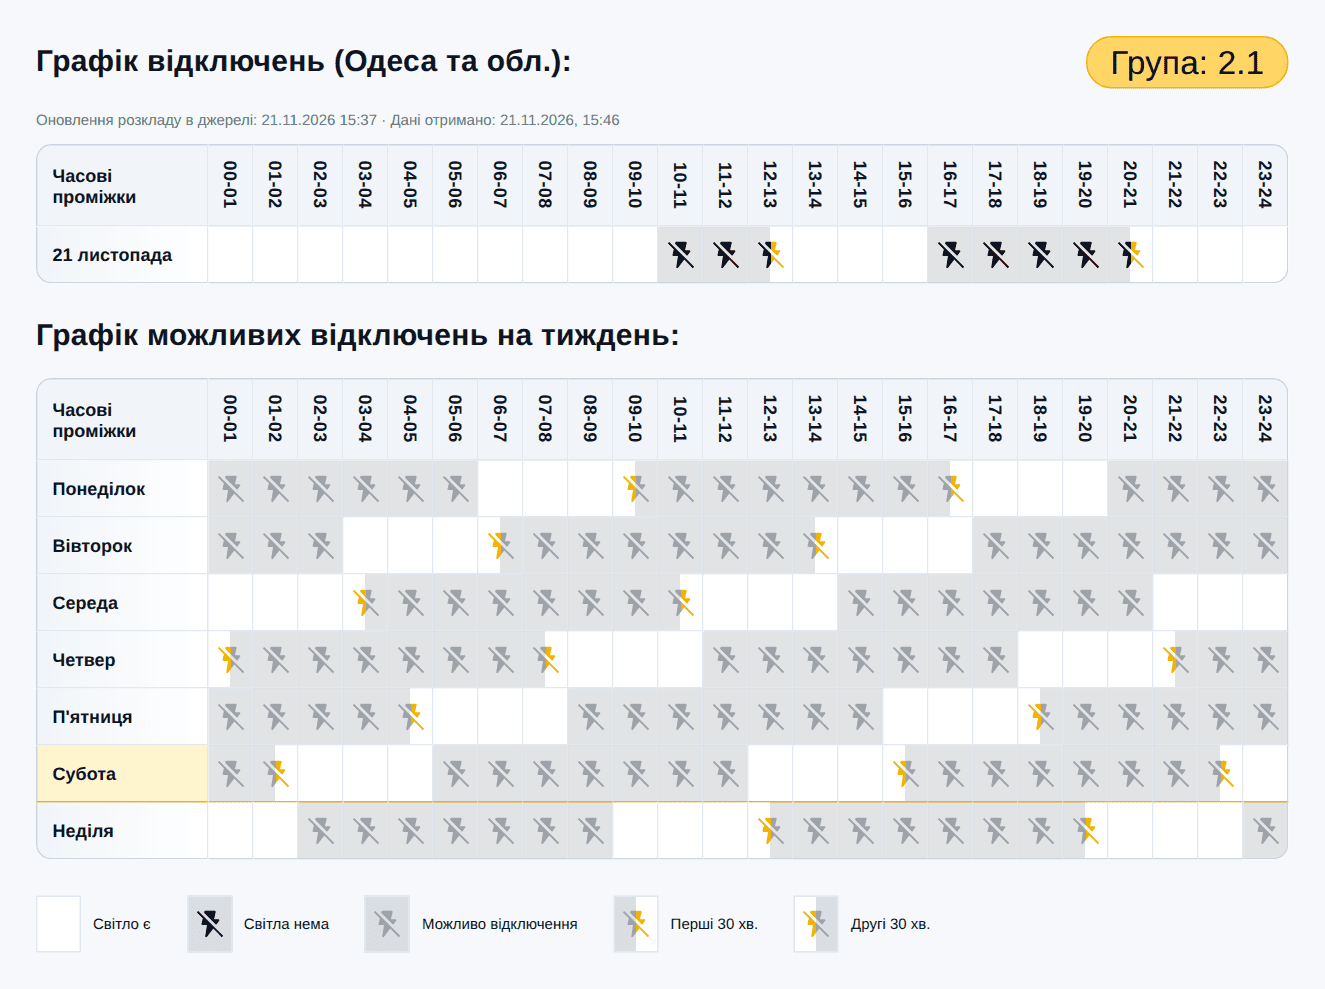 Графік відключень (Одеса та обл.):
Група: 2.1
Оновлення розкладу в джерелі: 21.11.2026 15:37 · Дані отримано: 21.11.2026, 15:46
Часові
проміжки
00-01 01-02 02-03 03-04 04-05 05-06 06-07 07-08 08-09 09-10 10-11 11-12 12-13 13-14 14-15 15-16 16-17 17-18 18-19 19-20 20-21 21-22 22-23 23-24
21 листопада
Графік можливих відключень на тиждень:
Часові
проміжки
00-01 01-02 02-03 03-04 04-05 05-06 06-07 07-08 08-09 09-10 10-11 11-12 12-13 13-14 14-15 15-16 16-17 17-18 18-19 19-20 20-21 21-22 22-23 23-24
Понеділок
Вівторок
Середа
Четвер
П'ятниця
Субота
Неділя
Світло є
Світла нема
Можливо відключення
Перші 30 хв.
Другі 30 хв.